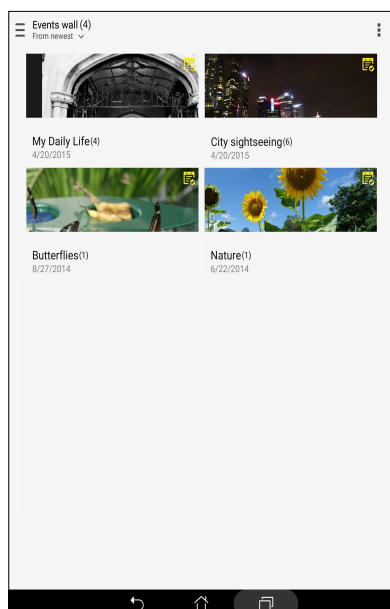 Events wall (4)
From newest
My Daily Life(4)
4/20/2015
City sightseeing(6)
4/20/2015
Butterflies(1)
8/27/2014
Nature(1)
6/22/2014